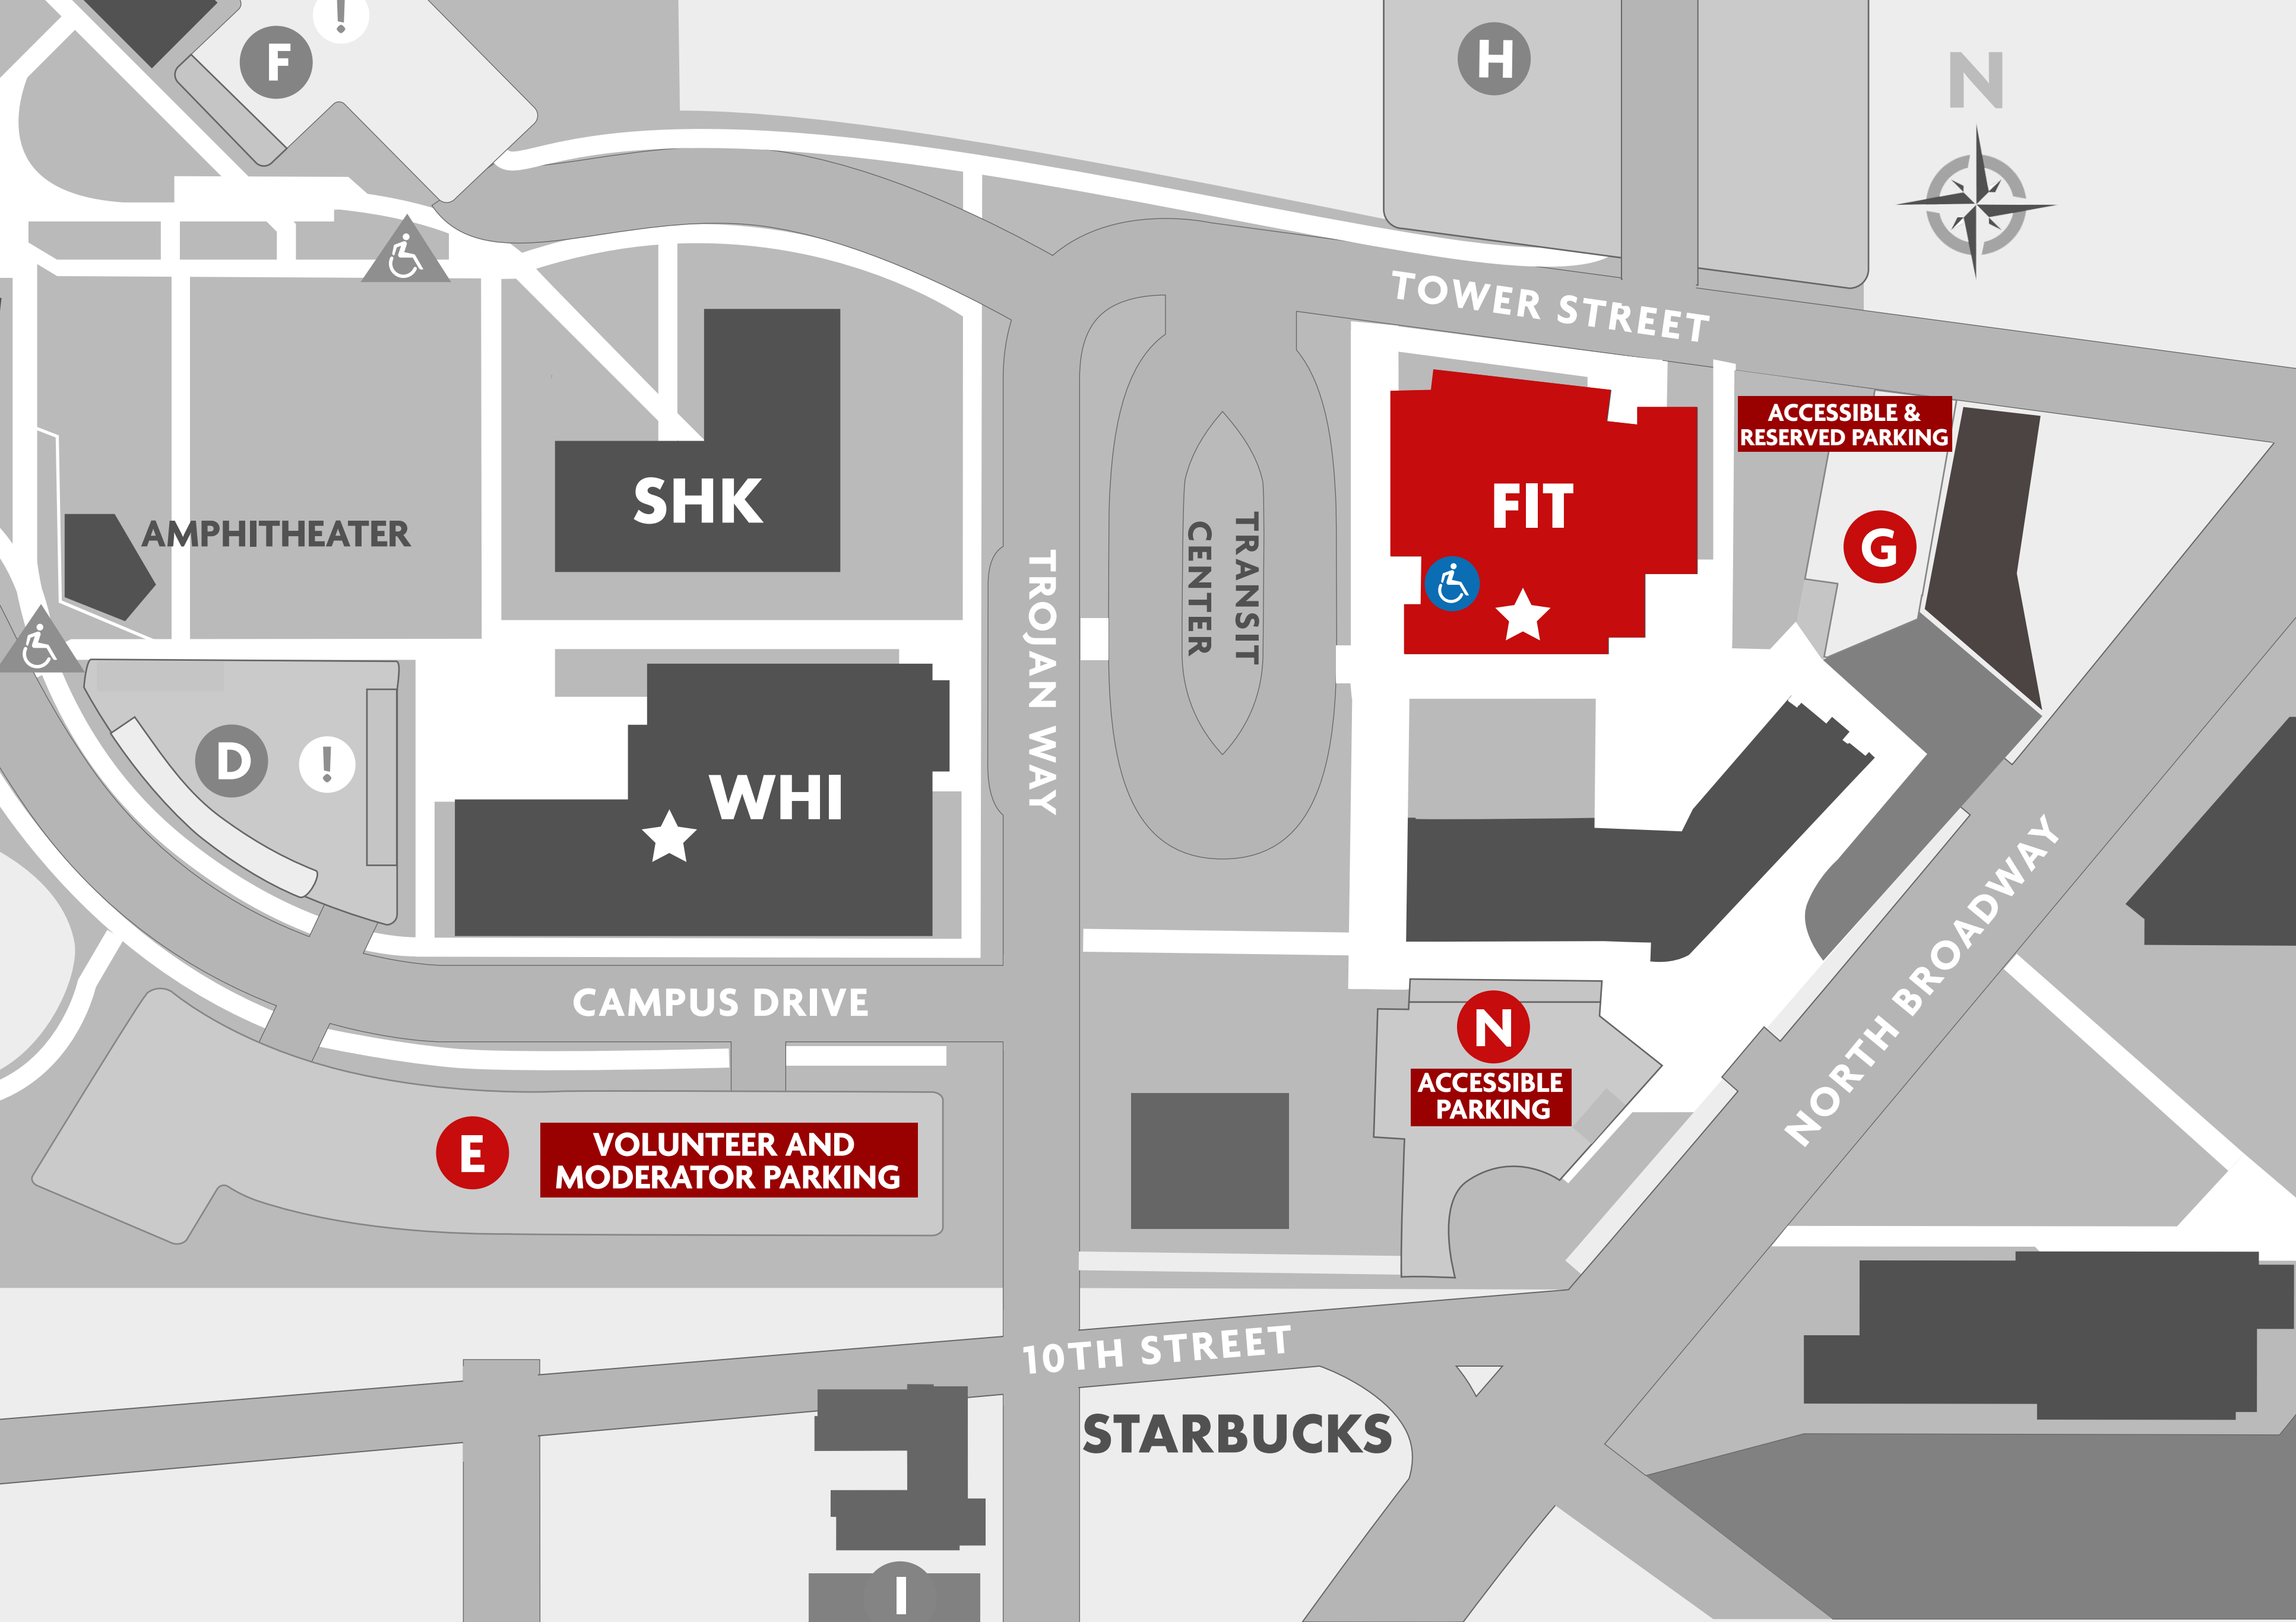 !
F
H
N
TOWER STREET
ACCESSIBLE &
RESERVED PARKING
SHK
FIT
AMPHITHEATER
TRANSIT
CENTER
G
TROJAN WAY
D
!
WHI
NORTH BROADWAY
CAMPUS DRIVE
N
ACCESSIBLE
PARKING
E
VOLUNTEER AND
MODERATOR PARKING
10TH STREET
STARBUCKS
I